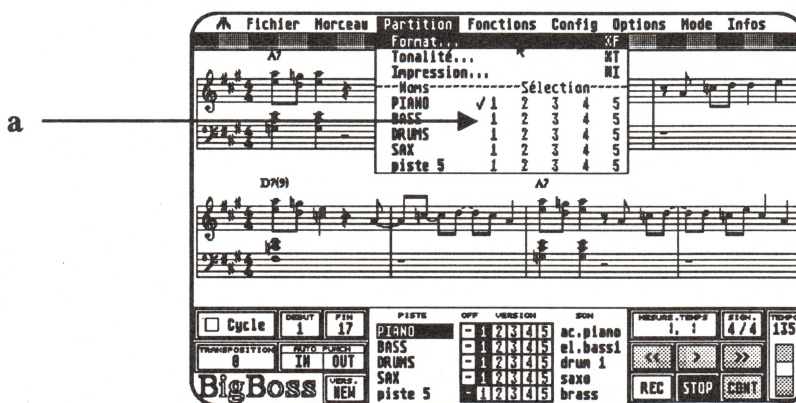 Fichier Morceau Partition Fonctions Config Options Mode Infos
Format... ⌘F
Tonalité... ⌘T
Impression... ⌘I
--Noms----------Sélection---
PIANO ✓1 2 3 4 5
BASS 1 2 3 4 5
DRUMS 1 2 3 4 5
SAX 1 2 3 4 5
piste 5 1 2 3 4 5
A7
a
D7(9) A7
Cycle
DEBUT
1
FIN
17
TRANSPOSITION
0
AUTO PUNCH
IN OUT
BigBoss
VERS.
NEW
PISTE OFF VERSION SON
PIANO - 1 2 3 4 5 ac.piano
BASS - 1 2 3 4 5 el.bass1
DRUMS - 1 2 3 4 5 drum 1
SAX - 1 2 3 4 5 saxo
piste 5 - 1 2 3 4 5 brass
MESURE.TEMPS
1. 1
SIGN.
4/4
TEMPO
135
<< > >>
REC STOP CONT